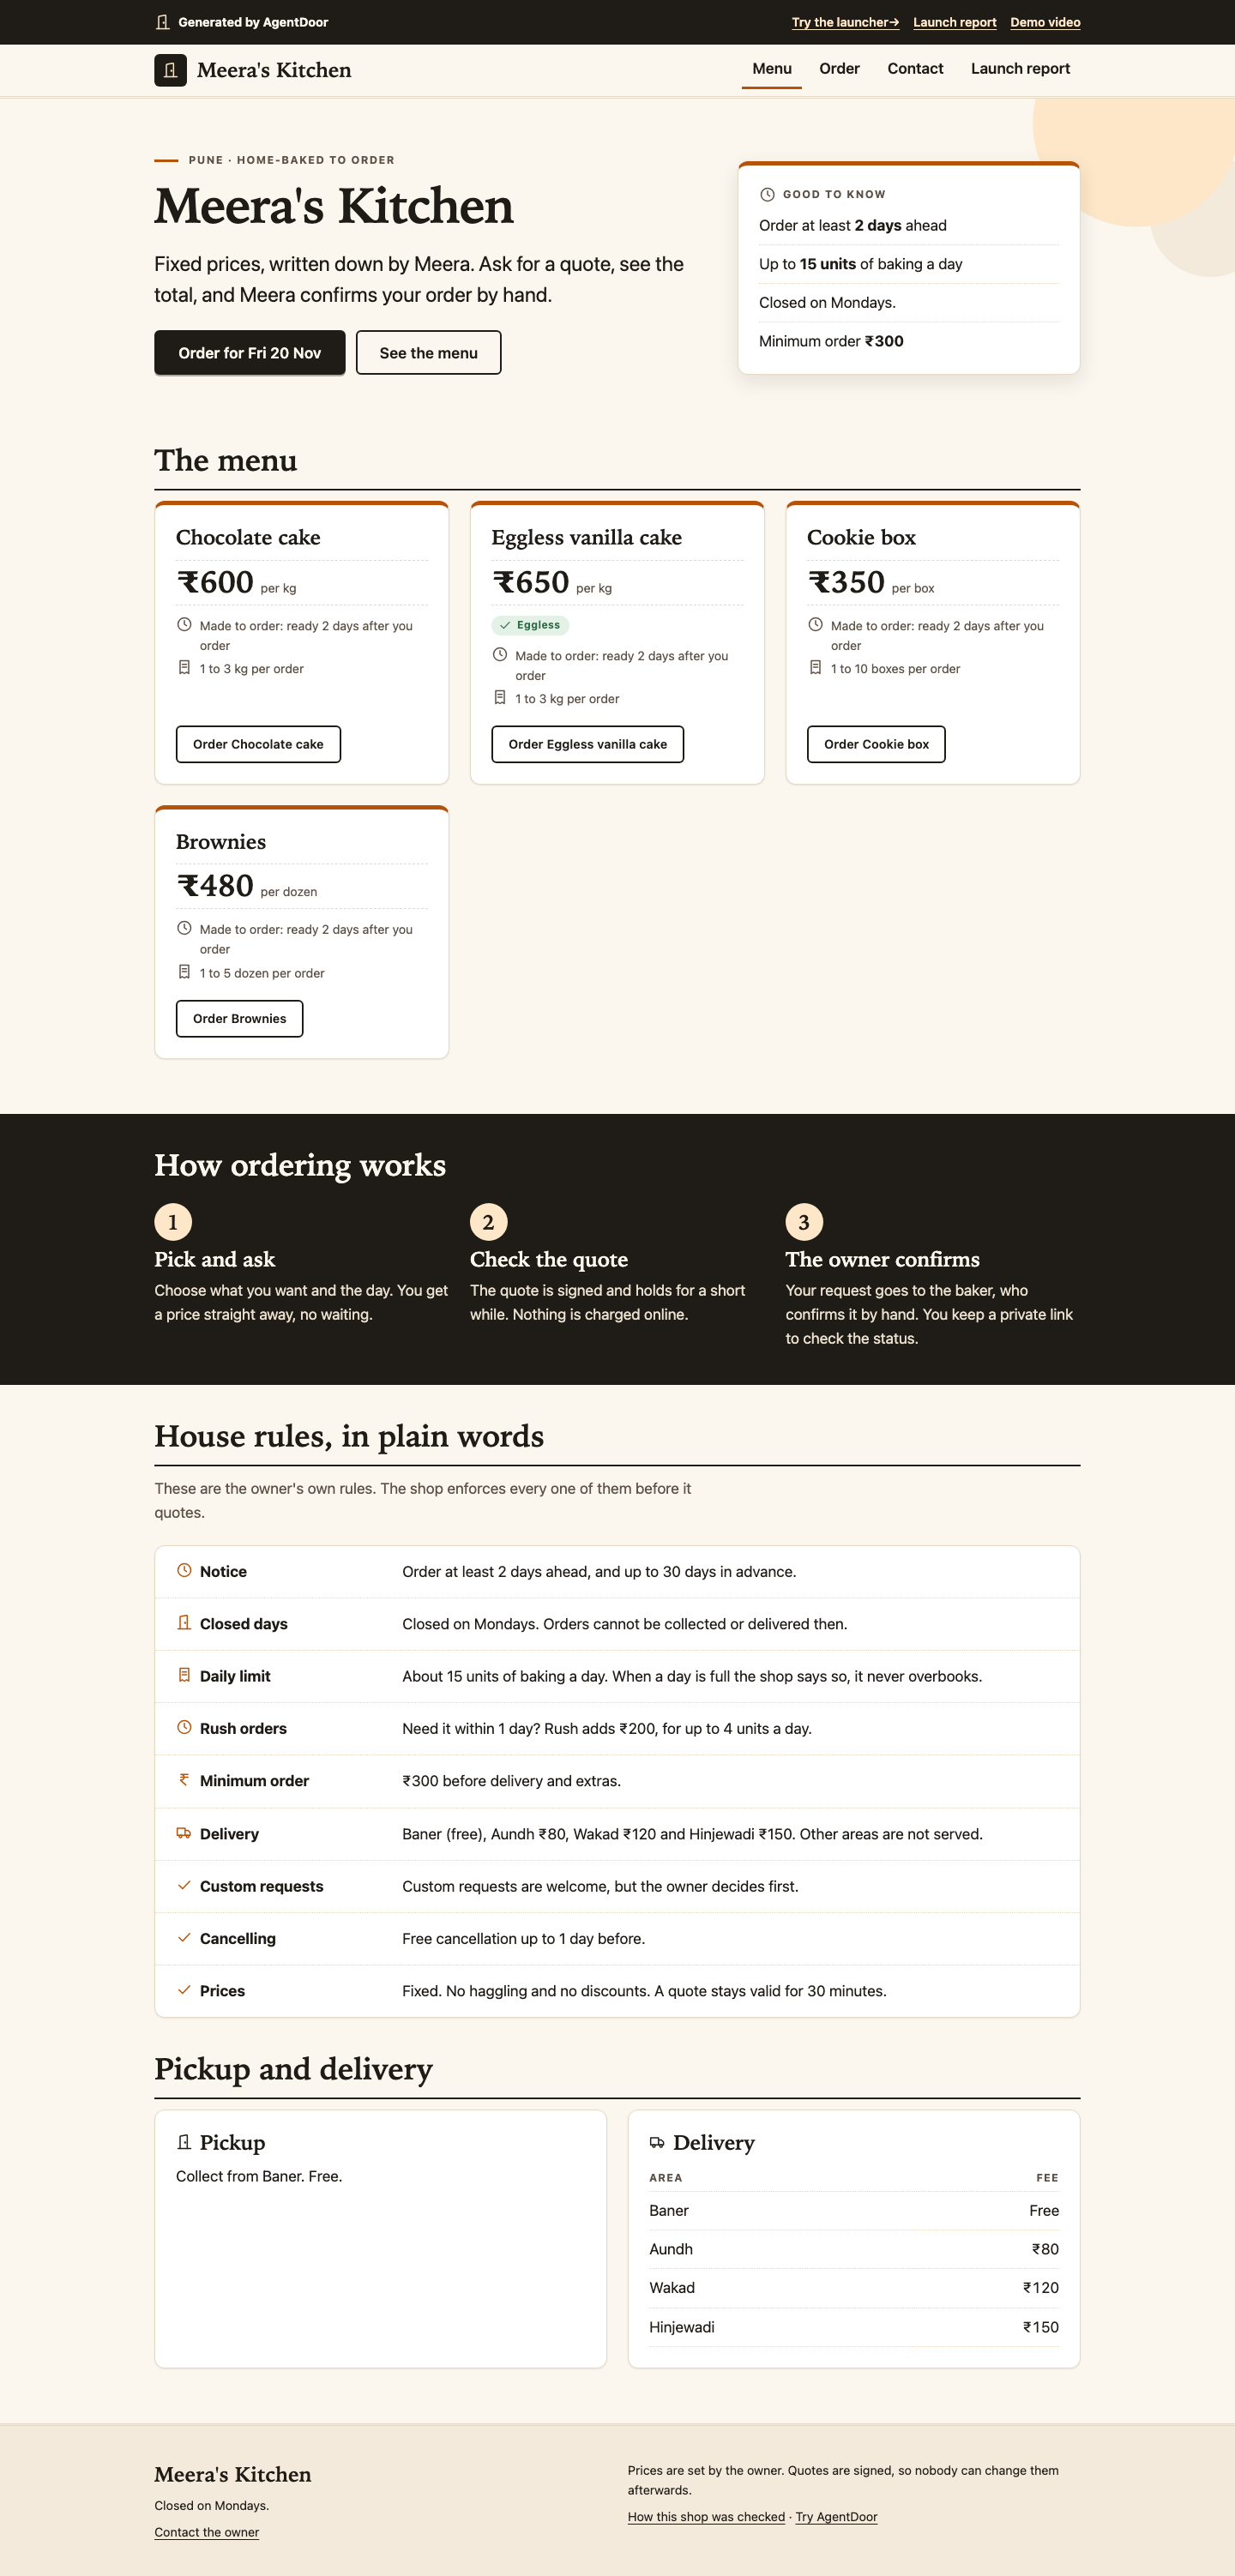 Generated by AgentDoor
Try the launcher→ Launch report Demo video
Meera's Kitchen
Menu Order Contact Launch report
PUNE · HOME-BAKED TO ORDER
Meera's Kitchen
Fixed prices, written down by Meera. Ask for a quote, see the
total, and Meera confirms your order by hand.
Order for Fri 20 Nov
See the menu
GOOD TO KNOW
Order at least 2 days ahead
Up to 15 units of baking a day
Closed on Mondays.
Minimum order ₹300
The menu
Chocolate cake
₹600 per kg
Made to order: ready 2 days after you
order
1 to 3 kg per order
Order Chocolate cake
Eggless vanilla cake
₹650 per kg
Eggless
Made to order: ready 2 days after you
order
1 to 3 kg per order
Order Eggless vanilla cake
Cookie box
₹350 per box
Made to order: ready 2 days after you
order
1 to 10 boxes per order
Order Cookie box
Brownies
₹480 per dozen
Made to order: ready 2 days after you
order
1 to 5 dozen per order
Order Brownies
How ordering works
1
Pick and ask
Choose what you want and the day. You get
a price straight away, no waiting.
2
Check the quote
The quote is signed and holds for a short
while. Nothing is charged online.
3
The owner confirms
Your request goes to the baker, who
confirms it by hand. You keep a private link
to check the status.
House rules, in plain words
These are the owner's own rules. The shop enforces every one of them before it
quotes.
Notice Order at least 2 days ahead, and up to 30 days in advance.
Closed days Closed on Mondays. Orders cannot be collected or delivered then.
Daily limit About 15 units of baking a day. When a day is full the shop says so, it never overbooks.
Rush orders Need it within 1 day? Rush adds ₹200, for up to 4 units a day.
₹ Minimum order ₹300 before delivery and extras.
Delivery Baner (free), Aundh ₹80, Wakad ₹120 and Hinjewadi ₹150. Other areas are not served.
Custom requests Custom requests are welcome, but the owner decides first.
Cancelling Free cancellation up to 1 day before.
Prices Fixed. No haggling and no discounts. A quote stays valid for 30 minutes.
Pickup and delivery
Pickup
Collect from Baner. Free.
Delivery
AREA FEE
Baner Free
Aundh ₹80
Wakad ₹120
Hinjewadi ₹150
Meera's Kitchen
Closed on Mondays.
Contact the owner
Prices are set by the owner. Quotes are signed, so nobody can change them
afterwards.
How this shop was checked · Try AgentDoor